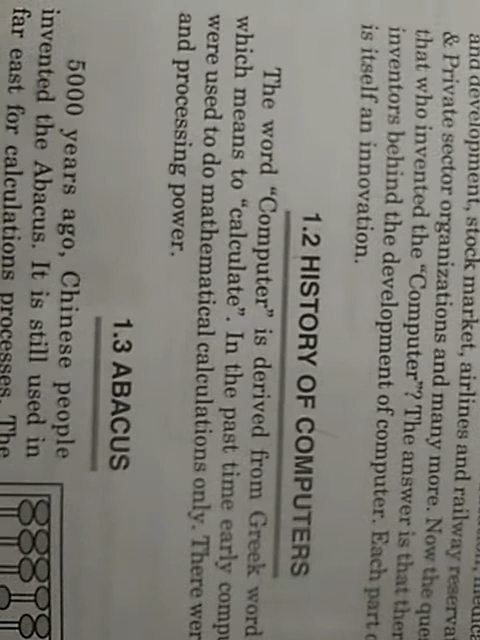 and development, stock market, airlines and railway reserva
& Private sector organizations and many more. Now the que
that who invented the "Computer"? The answer is that the
inventors behind the development of computer. Each part
is itself an innovation.
1.2 HISTORY OF COMPUTERS
The word "Computer" is derived from Greek word
which means to "calculate". In the past time early compu
were used to do mathematical calculations only. There wer
and processing power.
1.3 ABACUS
5000 years ago, Chinese people
invented the Abacus. It is still used in
far east for calculations processes. The